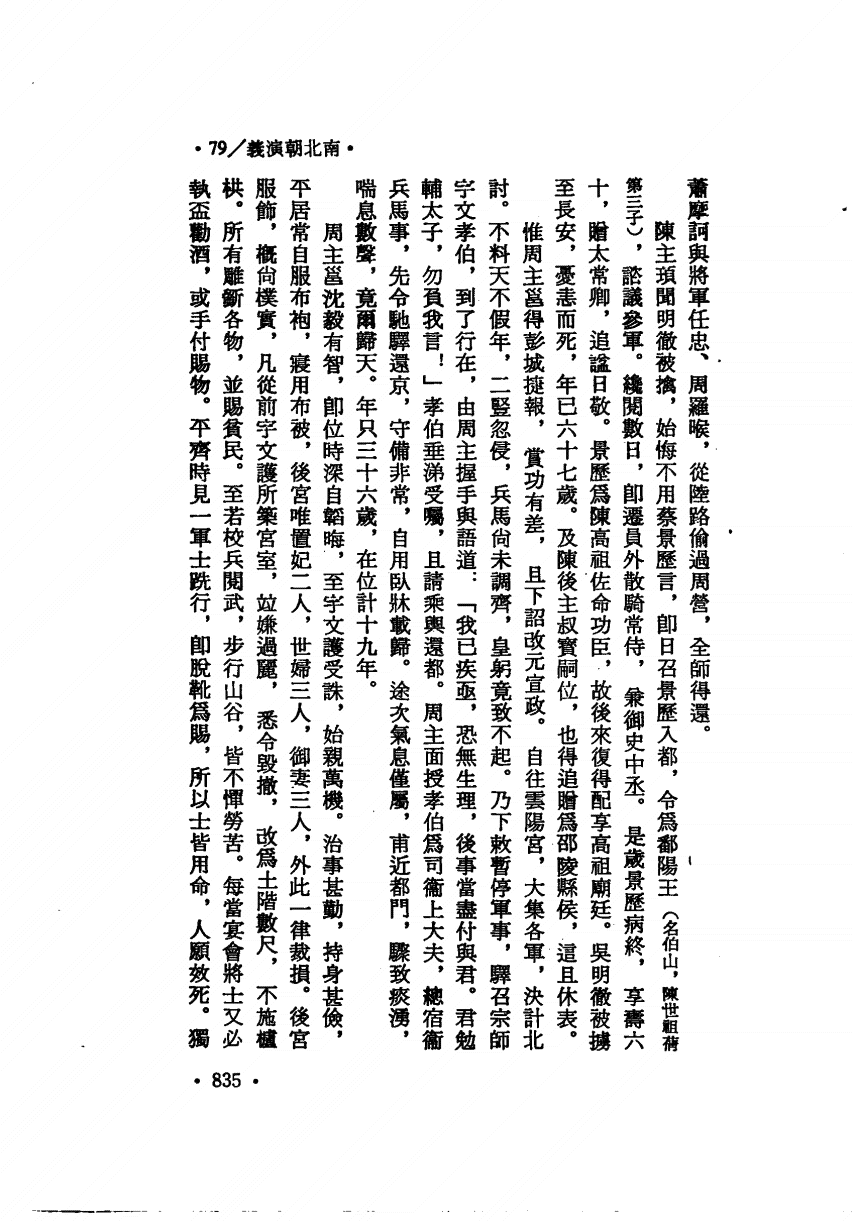 •79／義演朝北南•
蕭摩訶與將軍任忠、周羅㬋，從陸路偷過周營，全師得還。
陳主頊聞明徹被擒，始悔不用蔡景歷言，卽日召景歷入都，令爲鄱陽王（名伯山，陳世祖蒨
第三子），諮議參軍。纔閱數日，卽遷員外散騎常侍，兼御史中丞。是歲景歷病終，享壽六
十，贈太常卿，追諡日敬。景歷爲陳高祖佐命功臣，故後來復得配享高祖廟廷。吳明徹被擄
至長安，憂恚而死，年已六十七歲。及陳後主叔寶嗣位，也得追贈爲邵陵縣侯，這且休表。
惟周主邕得彭城捷報，賞功有差，且下詔改元宣政。自往雲陽宮，大集各軍，決計北
討。不料天不假年，二豎忽侵，兵馬尙未調齊，皇躬竟致不起。乃下敕暫停軍事，驛召宗師
宇文孝伯，到了行在，由周主握手與語道：「我已疾亟，恐無生理，後事當盡付與君。君勉
輔太子，勿負我言！」孝伯垂涕受囑，且請乘輿還都。周主面授孝伯爲司衞上大夫，總宿衞
兵馬事，先令馳驛還京，守備非常，自用臥牀載歸。途次氣息僅屬，甫近都門，驟致痰湧，
喘息數聲，竟爾歸天。年只三十六歲，在位計十九年。
周主邕沈毅有智，卽位時深自韜晦，至宇文護受誅，始親萬機。治事甚勤，持身甚儉，
平居常自服布袍，寢用布被，後宮唯置妃二人，世婦三人，御妻三人，外此一律裁損。後宮
服飾，槪尙樸實，凡從前宇文護所築宮室，竝嫌過麗，悉令毀撤，改爲土階數尺，不施櫨
栱。所有雕斵各物，並賜貧民。至若校兵閱武，步行山谷，皆不憚勞苦。每當宴會將士又必
執盃勸酒，或手付賜物。平齊時見一軍士跣行，卽脫靴爲賜，所以士皆用命，人願效死。獨
•835•